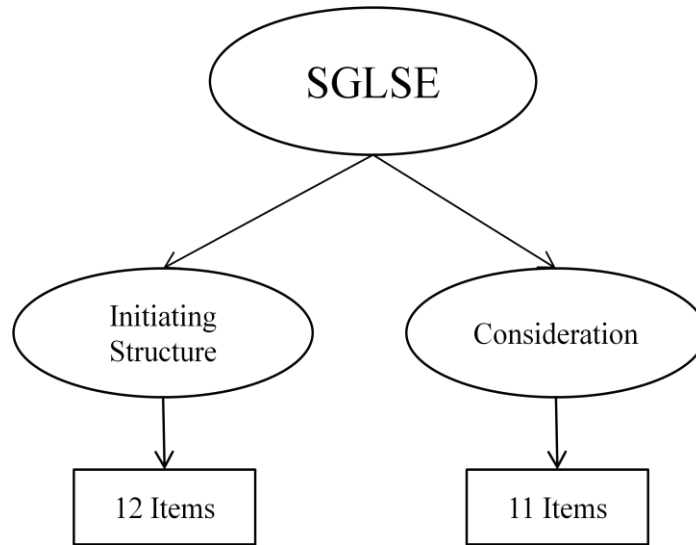 SGLSE
Initiating
Structure
Consideration
12 Items
11 Items